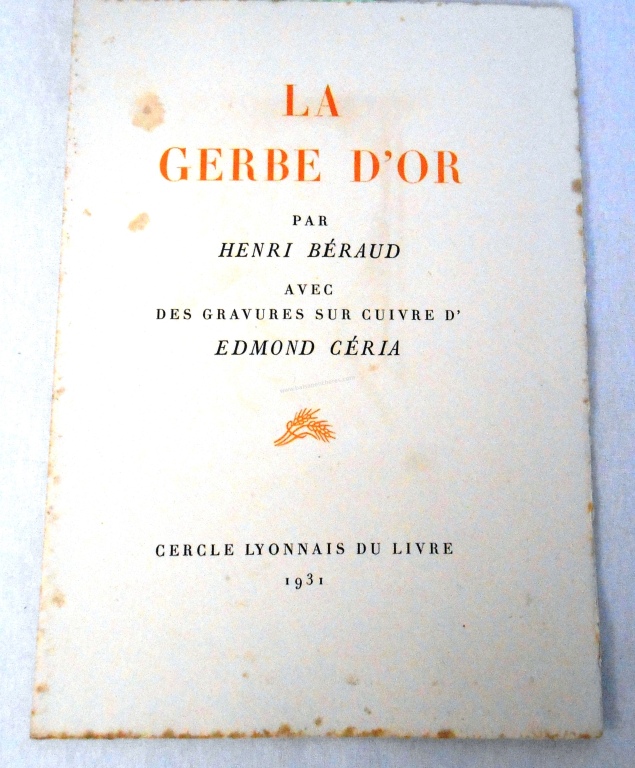 LA
GERBE D'OR
PAR
HENRI BÉRAUD
AVEC
DES GRAVURES SUR CUIVRE D'
EDMOND CÉRIA
CERCLE LYONNAIS DU LIVRE
1931